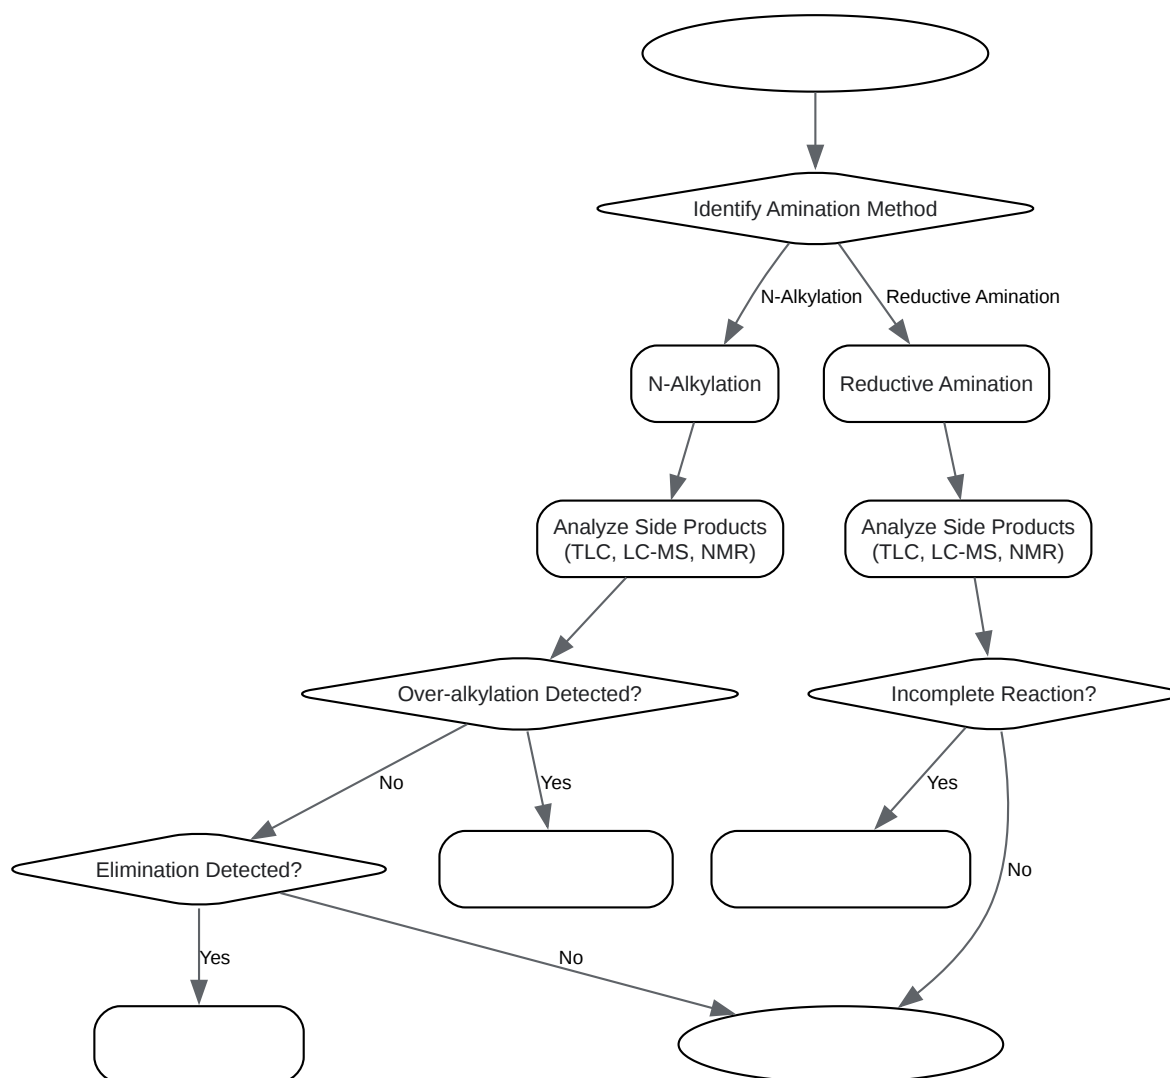 Identify Amination Method
N-Alkylation
Reductive Amination
N-Alkylation
Reductive Amination
Analyze Side Products
(TLC, LC-MS, NMR)
Analyze Side Products
(TLC, LC-MS, NMR)
Over-alkylation Detected?
Incomplete Reaction?
No
Yes
Yes
Elimination Detected?
No
Yes
No